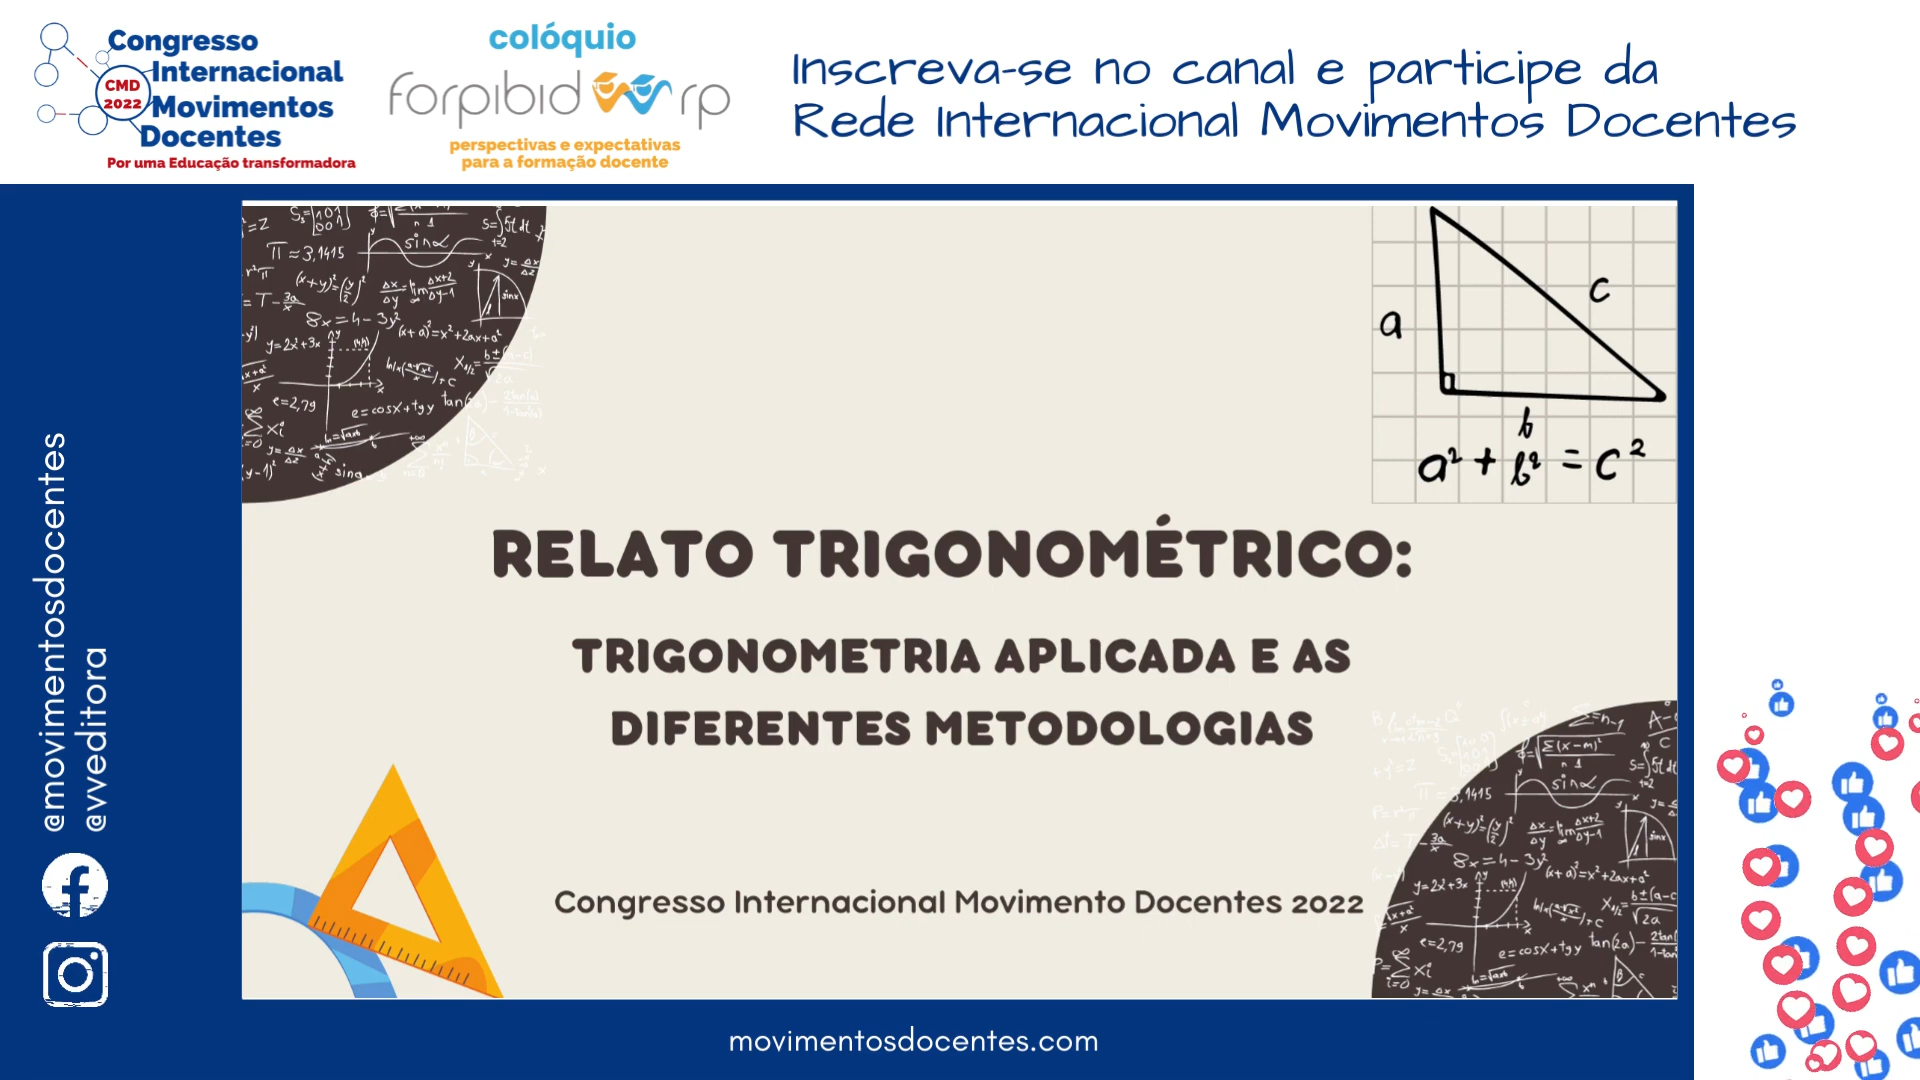 Congresso
Internacional
CMD
2022
Movimentos
Docentes
Por uma Educação transformadora
colóquio
forpibid rp
perspectivas e expectativas
para a formação docente
Inscreva-se no canal e participe da
Rede Internacional Movimentos Docentes
@movimentosdocentes
@vveditora
a
c
b
a² + b² = c²
RELATO TRIGONOMÉTRICO:
TRIGONOMETRIA APLICADA E AS
DIFERENTES METODOLOGIAS
Congresso Internacional Movimento Docentes 2022
movimentosdocentes.com